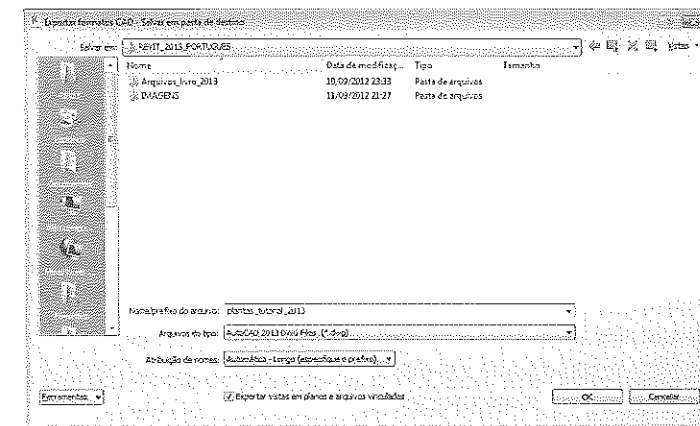 Exportar formatos CAD - Salvar em pasta de destino
Salvar em: REVIT_2013_PORTUGUES Vistas
Nome Data de modificaç... Tipo Tamanho
Arquivos_livro_2013 10/09/2012 23:33 Pasta de arquivos
IMAGENS 11/09/2012 21:27 Pasta de arquivos
Nome/prefixo do arquivo: plantas_tutorial_2013
Arquivos do tipo: AutoCAD 2013 DWG Files (*.dwg)
Atribuição de nomes: Automática - Longo (especifique o prefixo)
Ferramentas Exportar vistas em planos e arquivos vinculados OK Cancelar